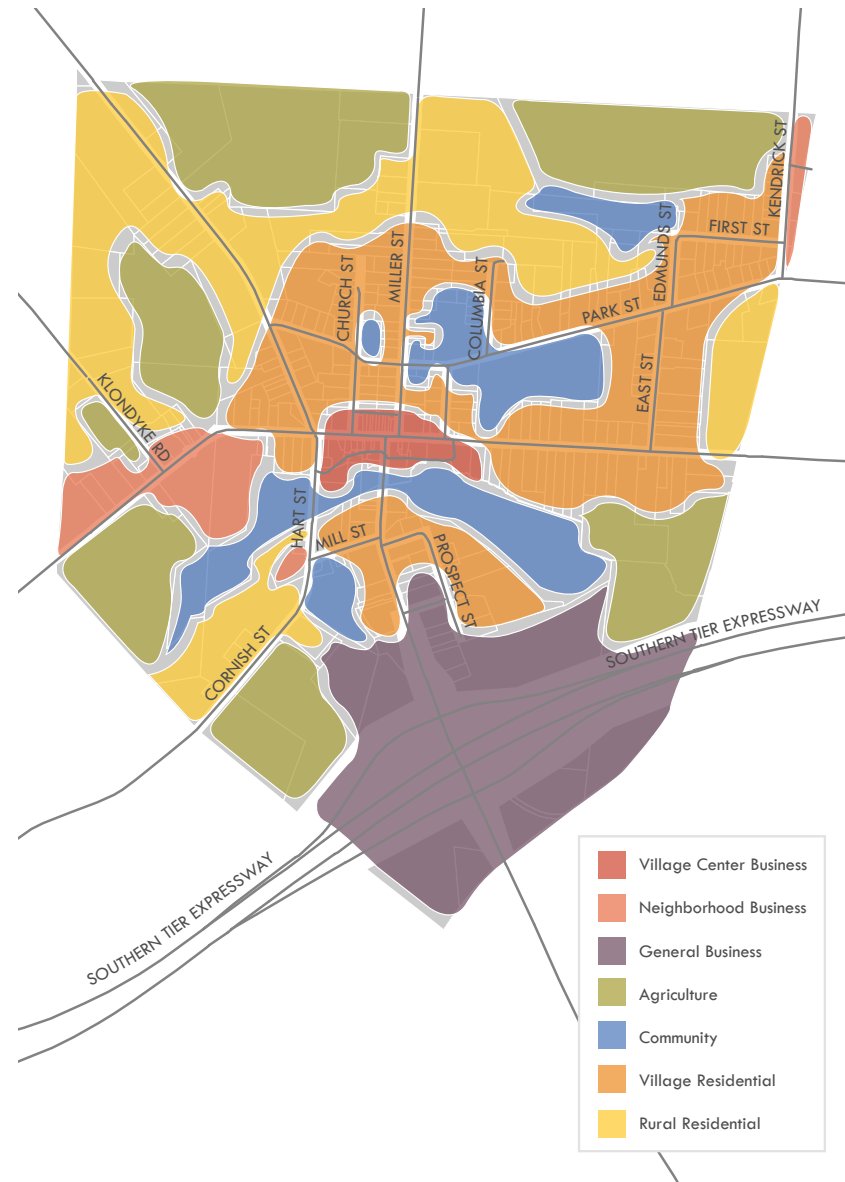 KENDRICK ST
FIRST ST
EDMUNDS ST
MILLER ST
CHURCH ST
COLUMBIA ST
PARK ST
EAST ST
KLONDYKE RD
HART ST
MILL ST
PROSPECT ST
CORNISH ST
SOUTHERN TIER EXPRESSWAY
SOUTHERN TIER EXPRESSWAY
Village Center Business
Neighborhood Business
General Business
Agriculture
Community
Village Residential
Rural Residential